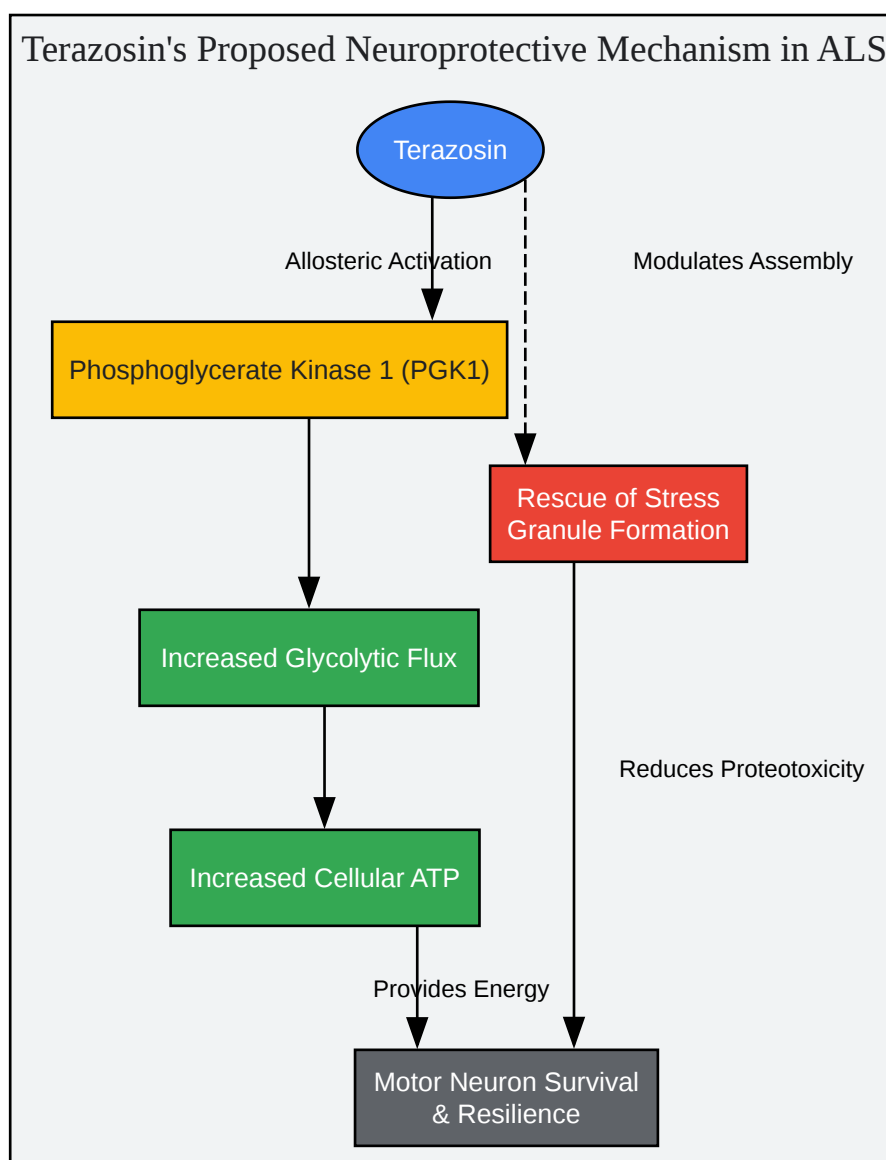 Terazosin's Proposed Neuroprotective Mechanism in ALS
Terazosin
Allosteric Activation
Modulates Assembly
Phosphoglycerate Kinase 1 (PGK1)
Rescue of Stress
Granule Formation
Increased Glycolytic Flux
Reduces Proteotoxicity
Increased Cellular ATP
Provides Energy
Motor Neuron Survival
& Resilience